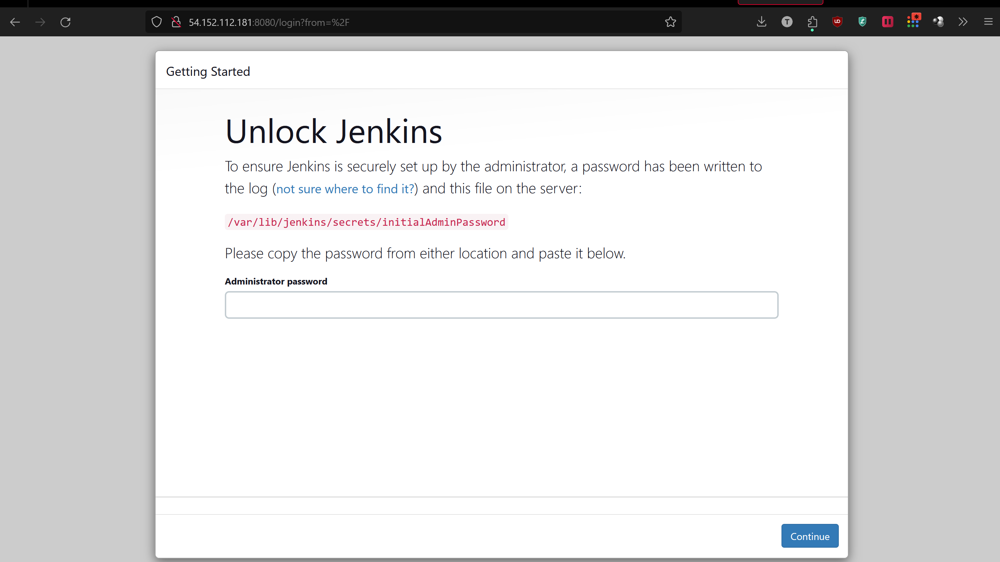 54.152.112.181:8080/login?from=%2F
T
Getting Started
Unlock Jenkins
To ensure Jenkins is securely set up by the administrator, a password has been written to
the log (not sure where to find it?) and this file on the server:
/var/lib/jenkins/secrets/initialAdminPassword
Please copy the password from either location and paste it below.
Administrator password
Continue